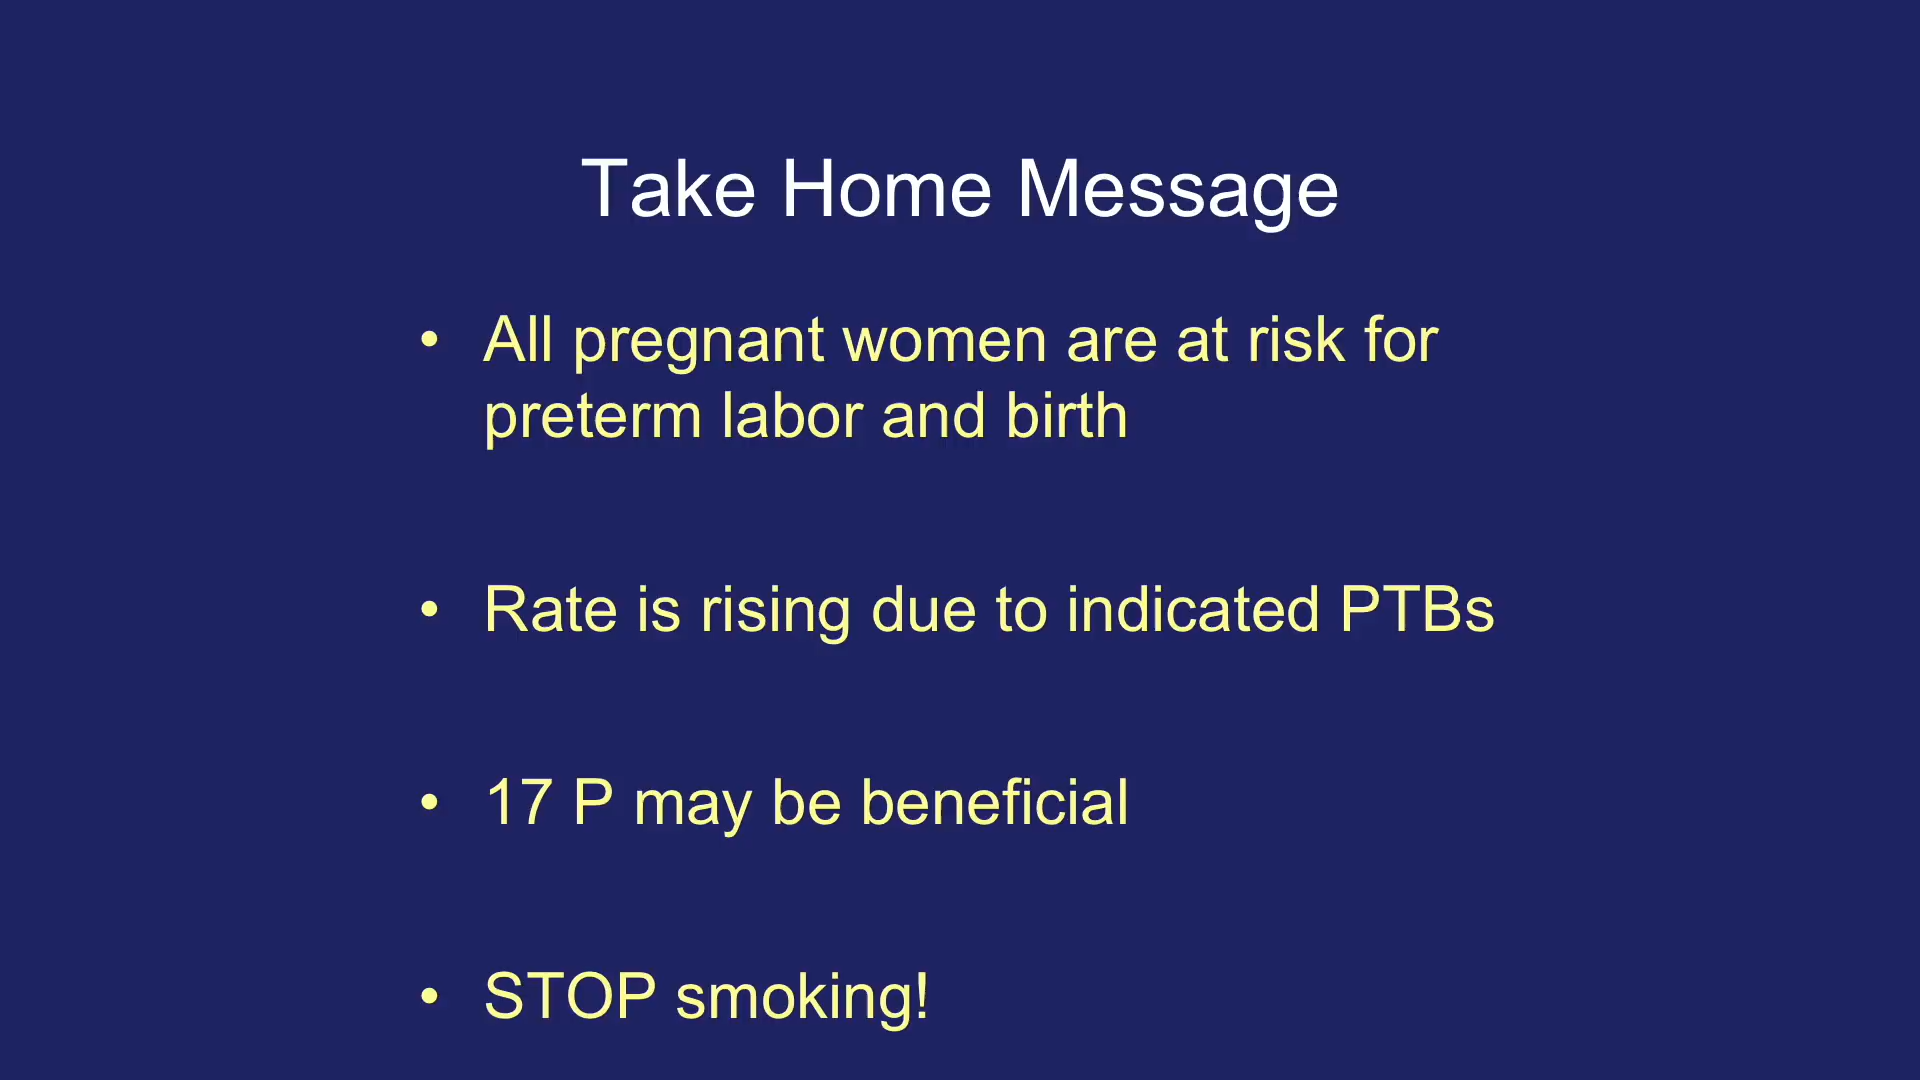 Take Home Message
• All pregnant women are at risk for
preterm labor and birth
• Rate is rising due to indicated PTBs
• 17 P may be beneficial
• STOP smoking!